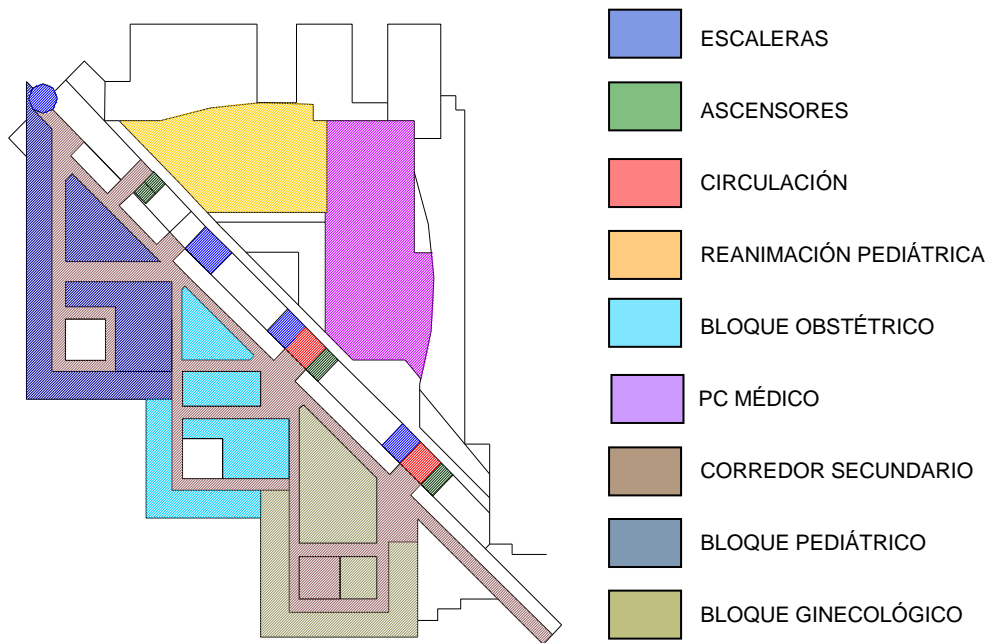 ESCALERAS
ASCENSORES
CIRCULACIÓN
REANIMACIÓN PEDIÁTRICA
BLOQUE OBSTÉTRICO
PC MÉDICO
CORREDOR SECUNDARIO
BLOQUE PEDIÁTRICO
BLOQUE GINECOLÓGICO